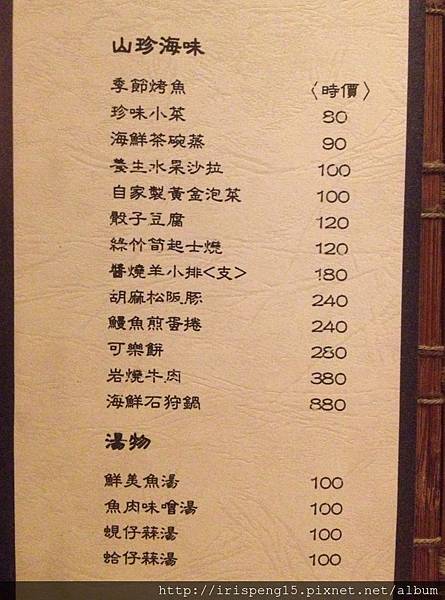 山珍海味
季節烤魚 〈時價〉
珍味小菜 80
海鮮茶碗蒸 90
養生水果沙拉 100
自家製黃金泡菜 100
骰子豆腐 120
綠竹筍起士燒 120
醬燒羊小排<支> 180
胡麻松阪豚 240
鰻魚煎蛋捲 240
可樂餅 280
岩燒牛肉 380
海鮮石狩鍋 880
湯物
鮮美魚湯 100
魚肉味噌湯 100
蜆仔蒜湯 100
蛤仔蒜湯 100
http://irispeng15.pixnet.net/album